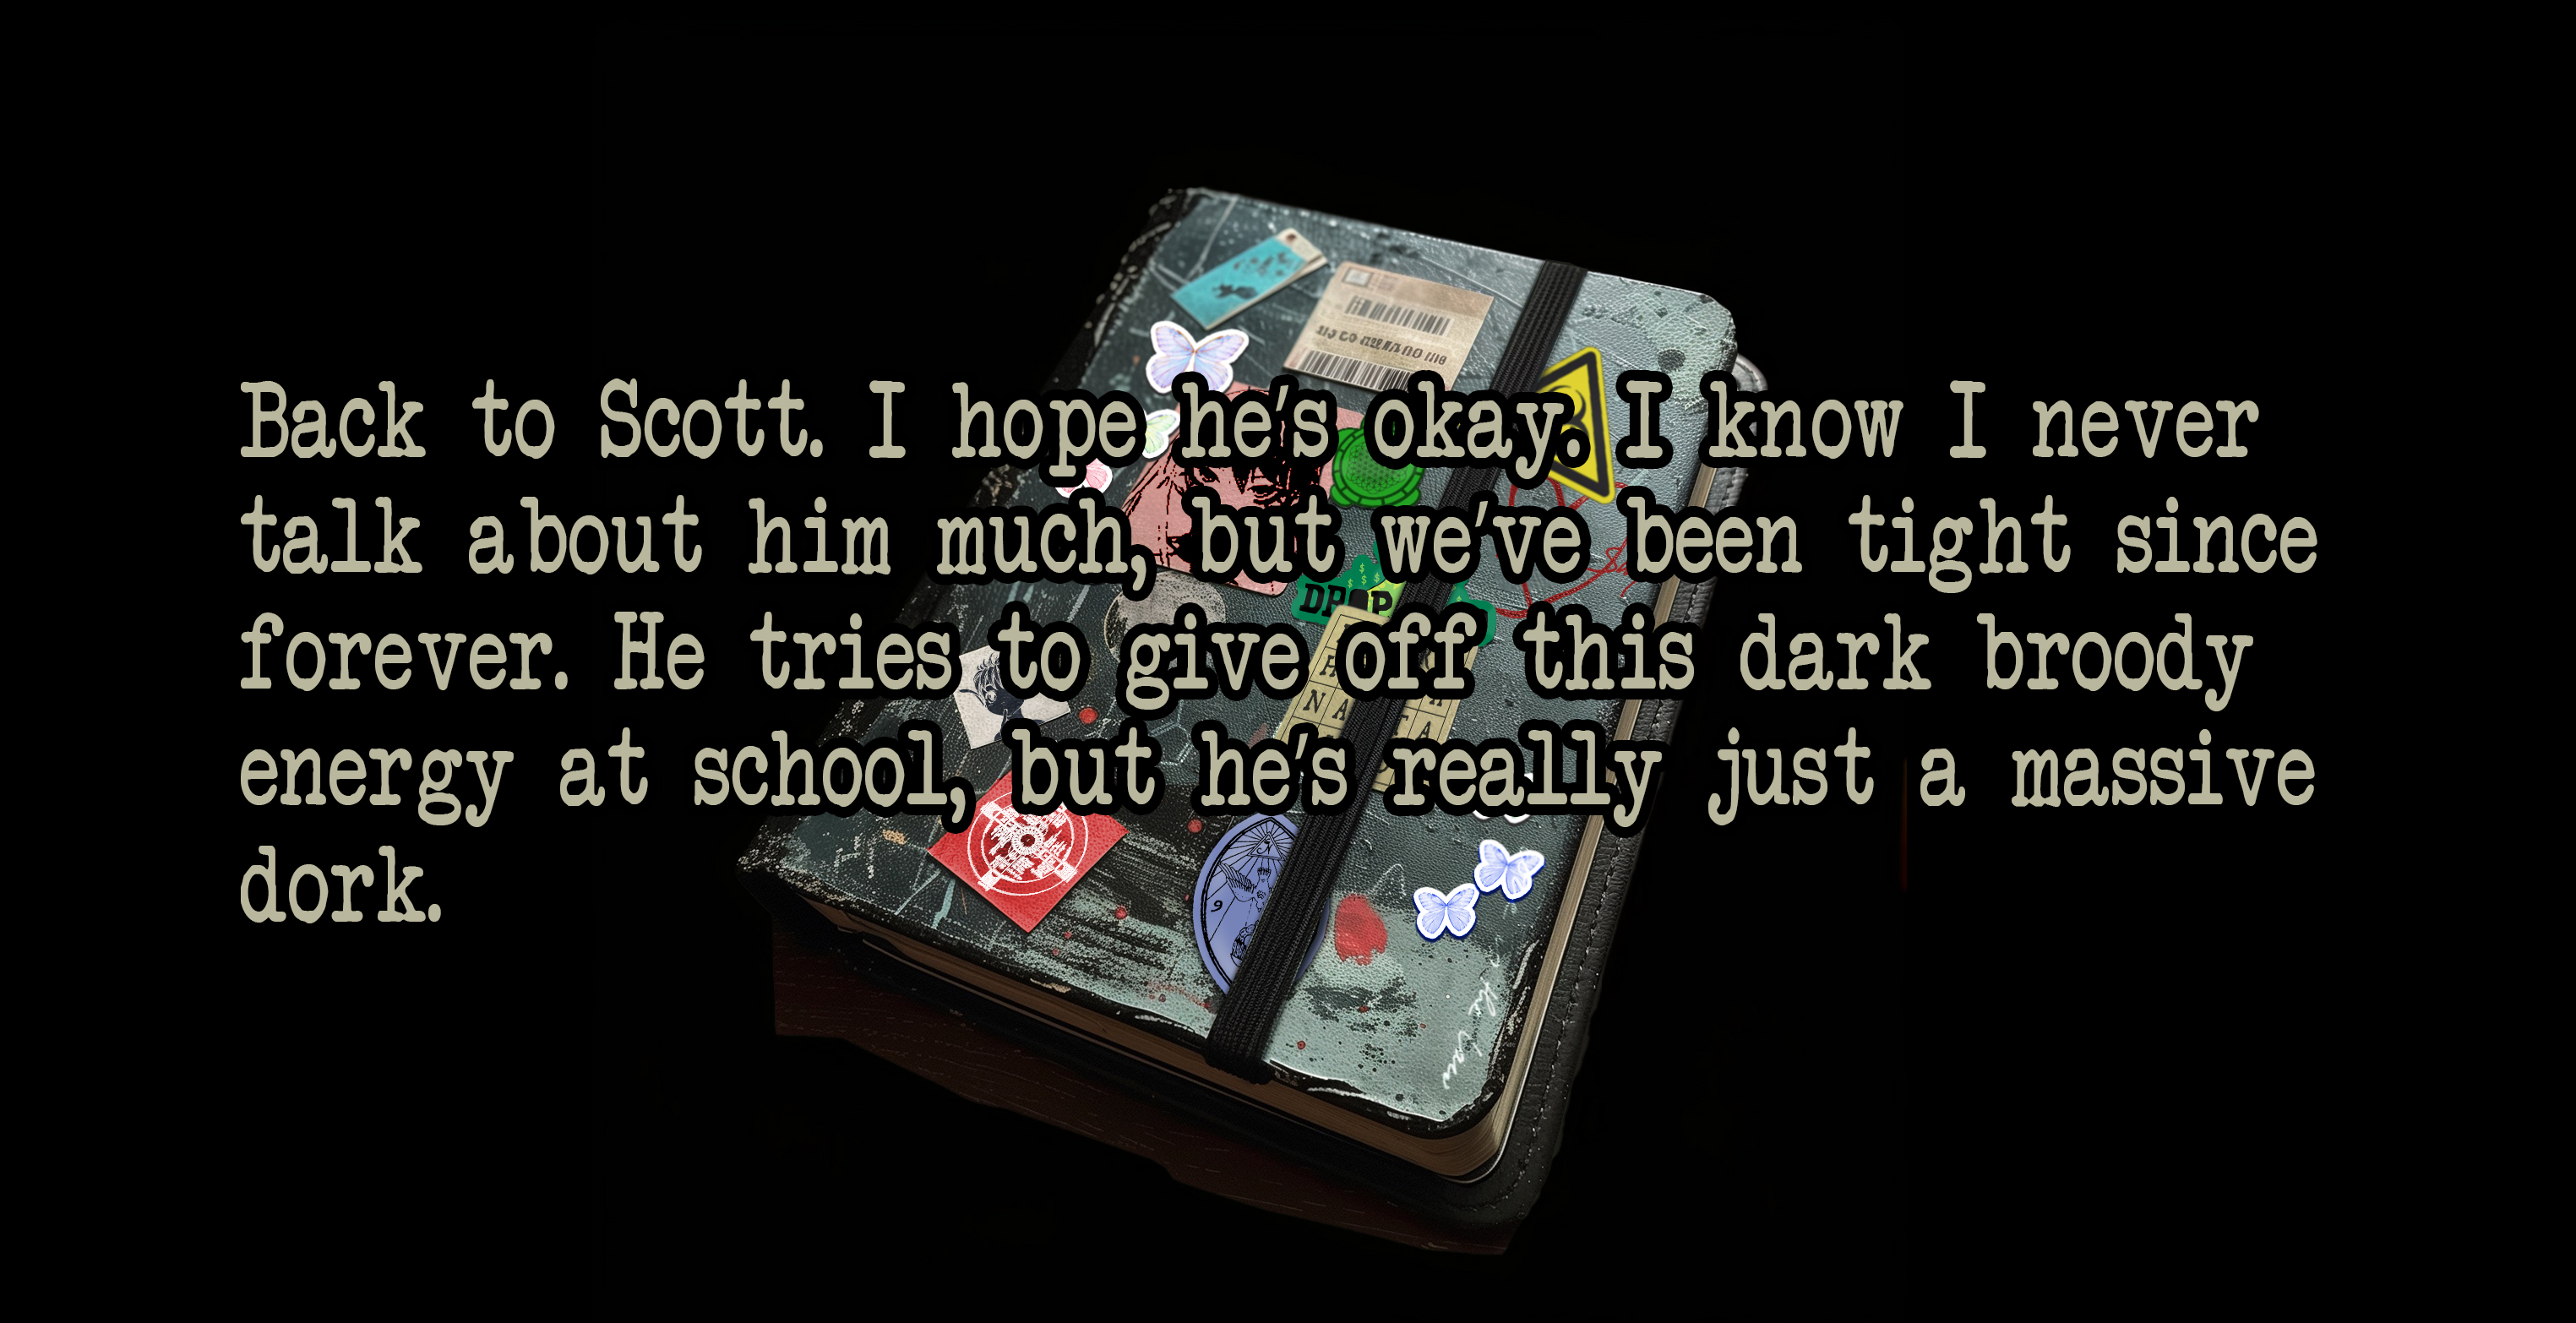 Back to Scott. I hope he's okay. I know I never
talk about him much, but we've been tight since
forever. He tries to give off this dark broody
energy at school, but he's really just a massive
dork.
DROP